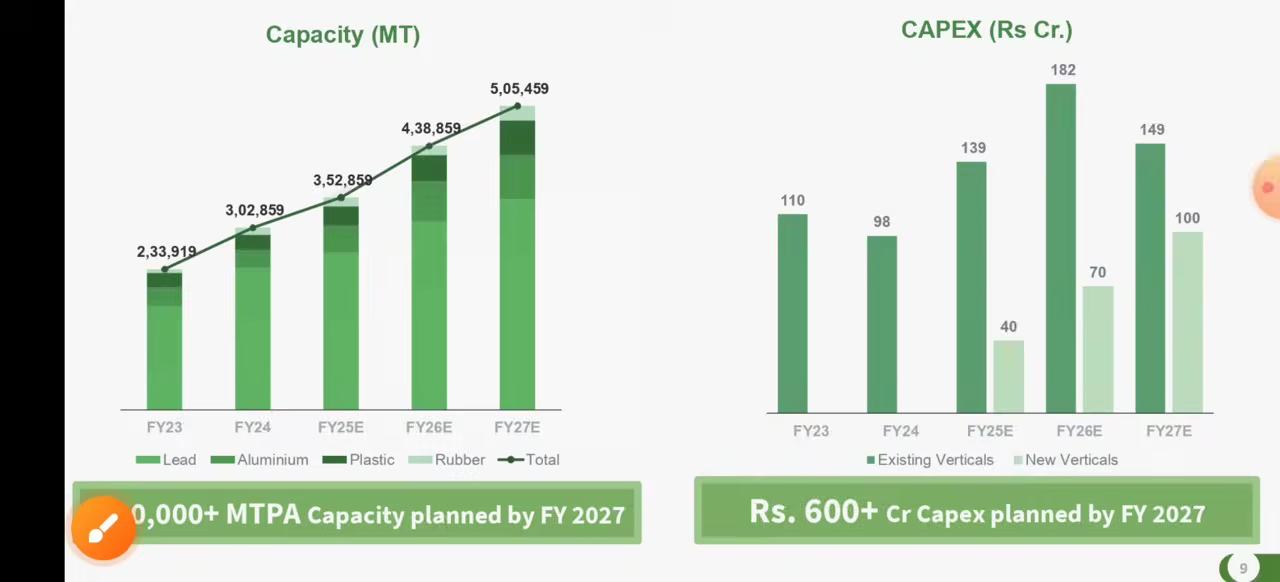 Capacity (MT)
5,05,459
4,38,859
3,52,859
3,02,859
2,33,919
FY23 FY24 FY25E FY26E FY27E
Lead Aluminium Plastic Rubber Total
0,000+ MTPA Capacity planned by FY 2027
CAPEX (Rs Cr.)
182
149
139
110
98
100
70
40
FY23 FY24 FY25E FY26E FY27E
Existing Verticals New Verticals
Rs. 600+ Cr Capex planned by FY 2027
9